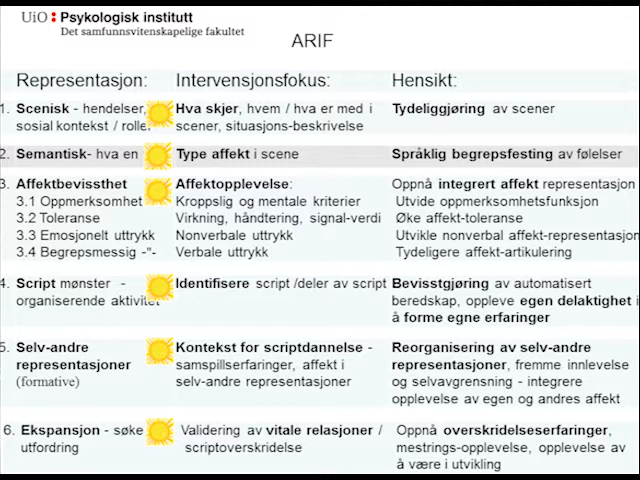 UiO : Psykologisk institutt
Det samfunnsvitenskapelige fakultet
ARIF
Representasjon: Intervensjonsfokus: Hensikt:
1. Scenisk - hendelser, Hva skjer, hvem / hva er med i Tydeliggjøring av scener
sosial kontekst / rolle scener, situasjons-beskrivelse
2. Semantisk- hva en Type affekt i scene Språklig begrepsfesting av følelser
3. Affektbevissthet Affektopplevelse: Oppnå integrert affekt representasjon
3.1 Oppmerksomhet Kroppslig og mentale kriterier Utvide oppmerksomhetsfunksjon
3.2 Toleranse Virkning, håndtering, signal-verdi Øke affekt-toleranse
3.3 Emosjonelt uttrykk Nonverbale uttrykk Utvikle nonverbal affekt-representasjon
3.4 Begrepsmessig -"- Verbale uttrykk Tydeligere affekt-artikulering
4. Script mønster - Identifisere script /deler av script Bevisstgjøring av automatisert
organiserende aktivitet beredskap, oppleve egen delaktighet i
å forme egne erfaringer
5. Selv-andre Kontekst for scriptdannelse - Reorganisering av selv-andre
representasjoner samspillserfaringer, affekt i representasjoner, fremme innlevelse
(formative) selv-andre representasjoner og selvavgrensning - integrere
opplevelse av egen og andres affekt
6. Ekspansjon - søke Validering av vitale relasjoner / Oppnå overskridelseserfaringer,
utfordring scriptoverskridelse mestrings-opplevelse, opplevelse av
å være i utvikling